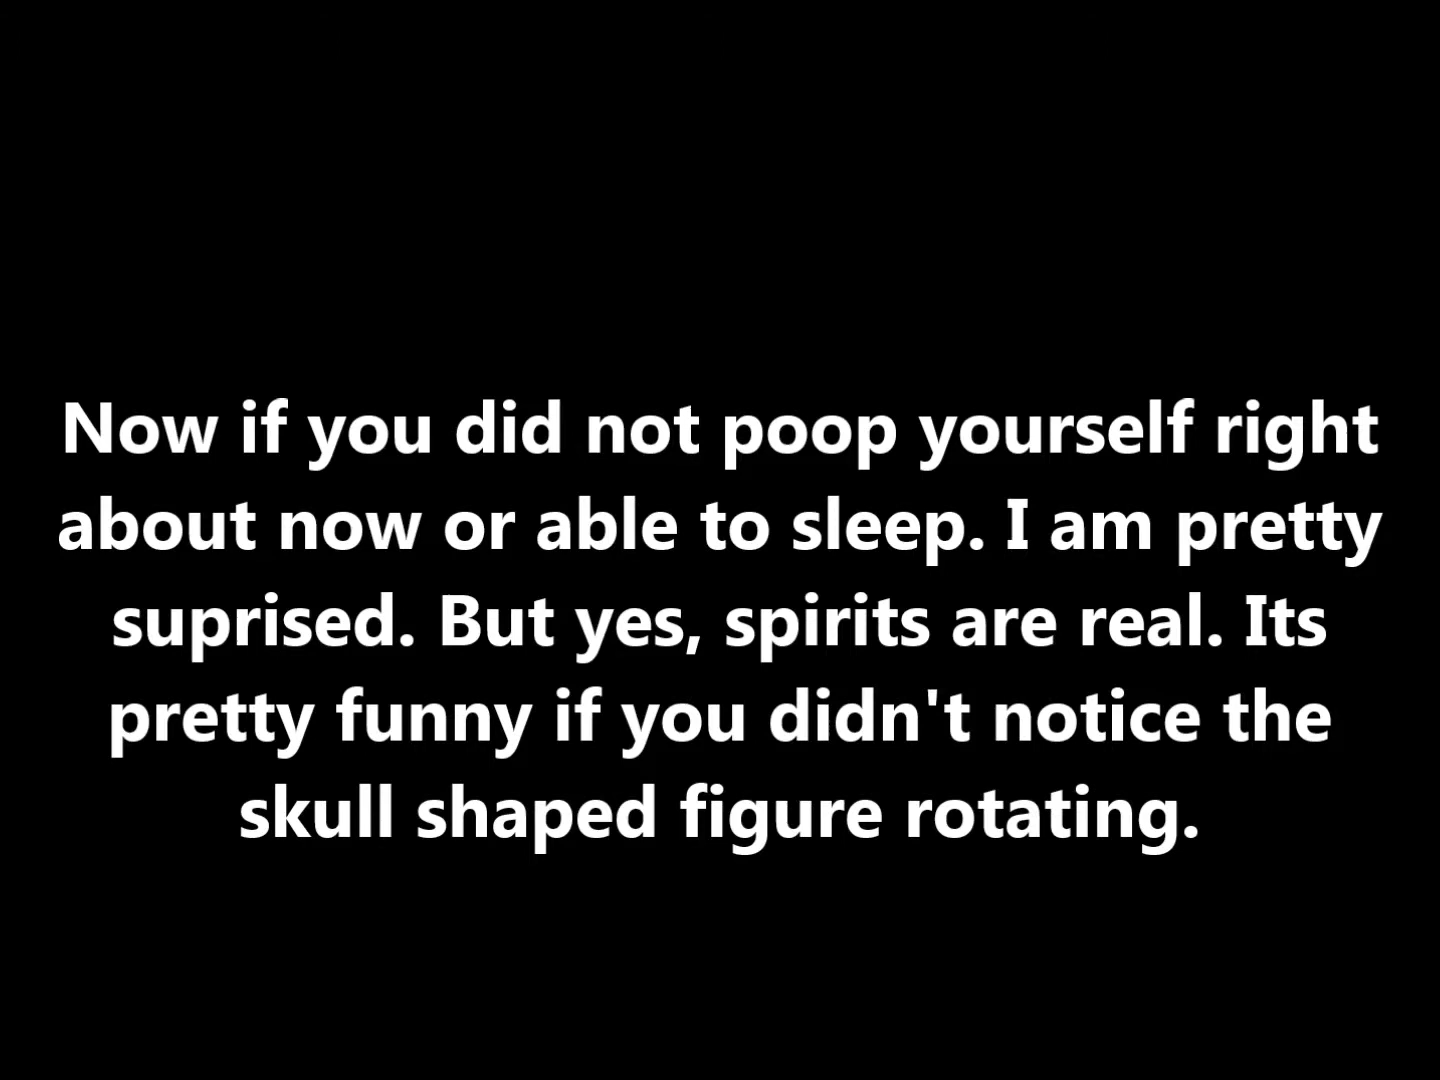 Now if you did not poop yourself right
about now or able to sleep. I am pretty
suprised. But yes, spirits are real. Its
pretty funny if you didn't notice the
skull shaped figure rotating.